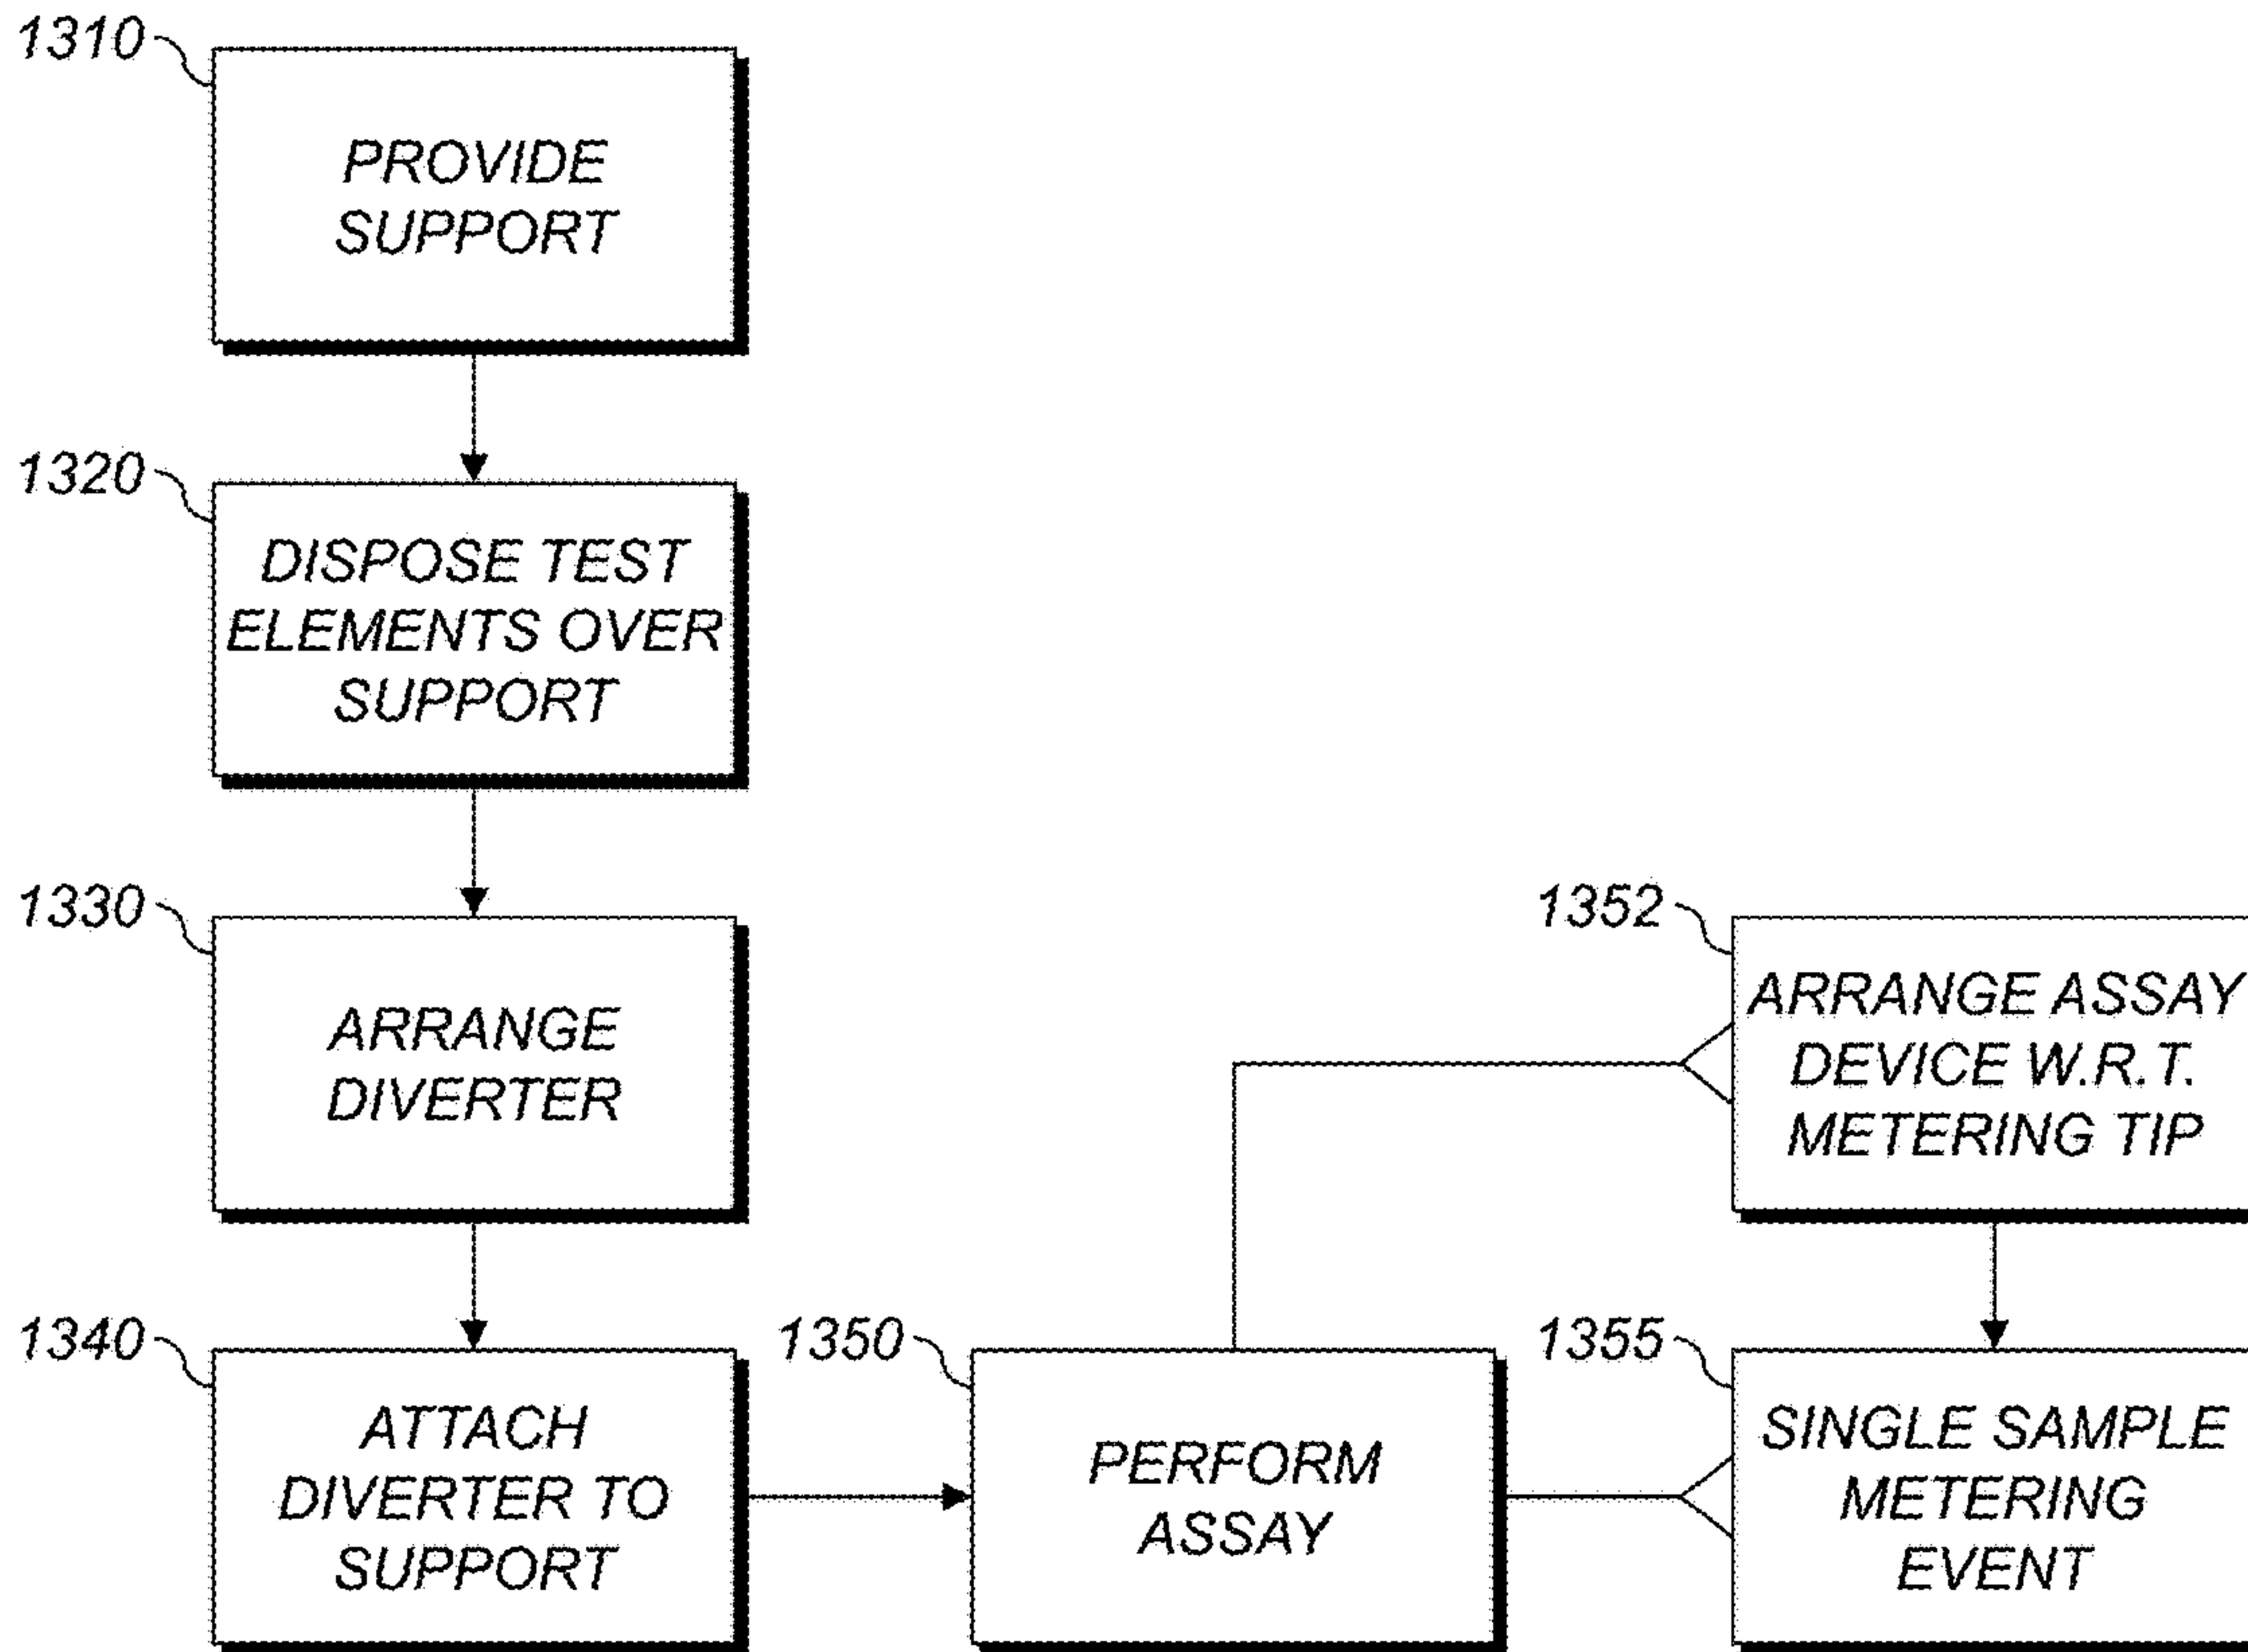 1310
PROVIDE
SUPPORT
1320
DISPOSE TEST
ELEMENTS OVER
SUPPORT
1330
ARRANGE
DIVERTER
1340
ATTACH
DIVERTER TO
SUPPORT
1350
PERFORM
ASSAY
1352
ARRANGE ASSAY
DEVICE W.R.T.
METERING TIP
1355
SINGLE SAMPLE
METERING
EVENT